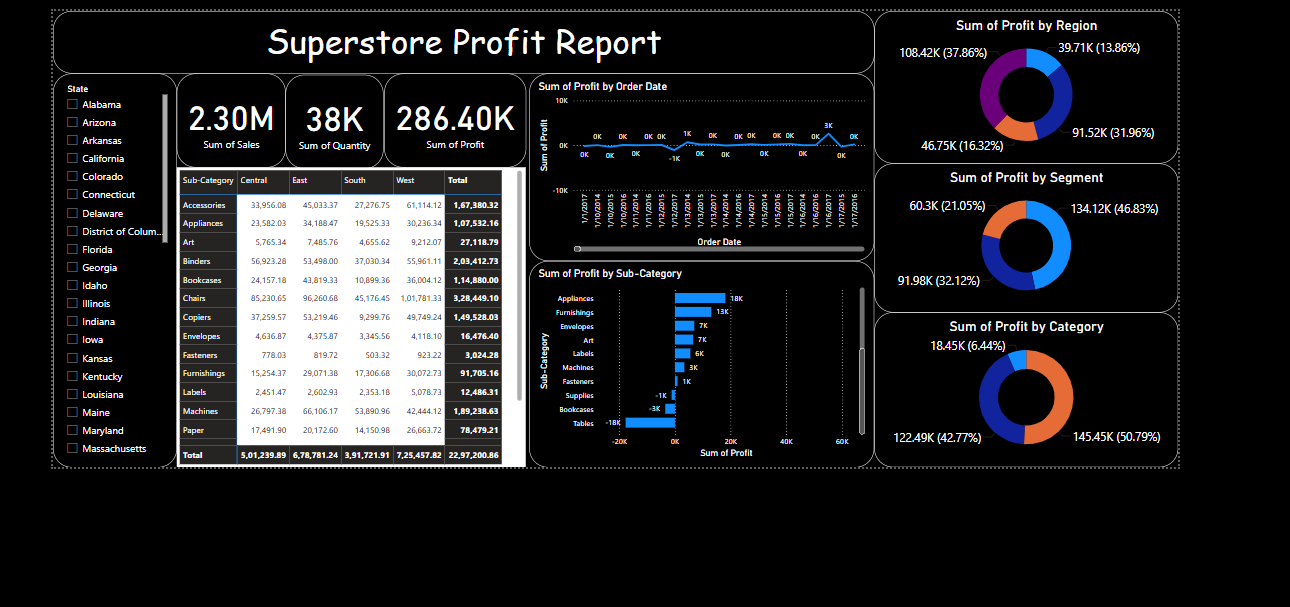 Superstore Profit Report
State
Alabama
Arizona
Arkansas
California
Colorado
Connecticut
Delaware
District of Colum...
Florida
Georgia
Idaho
Illinois
Indiana
Iowa
Kansas
Kentucky
Louisiana
Maine
Maryland
Massachusetts
2.30M
Sum of Sales
38K
Sum of Quantity
286.40K
Sum of Profit
Sub-Category Central East South West Total
Accessories 33,956.08 45,033.37 27,276.75 61,114.12 1,67,380.32
Appliances 23,582.03 34,188.47 19,525.33 30,236.34 1,07,532.16
Art 5,765.34 7,485.76 4,655.62 9,212.07 27,118.79
Binders 56,923.28 53,498.00 37,030.34 55,961.11 2,03,412.73
Bookcases 24,157.18 43,819.33 10,899.36 36,004.12 1,14,880.00
Chairs 85,230.65 96,260.68 45,176.45 1,01,781.33 3,28,449.10
Copiers 37,259.57 53,219.46 9,299.76 49,749.24 1,49,528.03
Envelopes 4,636.87 4,375.87 3,345.56 4,118.10 16,476.40
Fasteners 778.03 819.72 503.32 923.22 3,024.28
Furnishings 15,254.37 29,071.38 17,306.68 30,072.73 91,705.16
Labels 2,451.47 2,602.93 2,353.18 5,078.73 12,486.31
Machines 26,797.38 66,106.17 53,890.96 42,444.12 1,89,238.63
Paper 17,491.90 20,172.60 14,150.98 26,663.72 78,479.21
Total 5,01,239.89 6,78,781.24 3,91,721.91 7,25,457.82 22,97,200.86
Sum of Profit by Order Date
Sum of Profit
10K
0K
-10K
0K 0K 0K 0K 0K 0K 0K -1K 1K 0K 0K 0K 0K 0K 0K 0K 0K 0K 3K 0K 0K
1/1/2017
1/10/2014
1/10/2015
1/10/2016
1/11/2014
1/11/2016
1/12/2015
1/12/2017
1/13/2014
1/13/2015
1/13/2016
1/14/2014
1/14/2016
1/15/2014
1/15/2015
1/15/2017
1/16/2014
1/16/2015
1/16/2016
1/16/2017
1/17/2015
1/17/2016
Order Date
Sum of Profit by Sub-Category
Sub-Category
Appliances 18K
Furnishings 13K
Envelopes 7K
Art 7K
Labels 6K
Machines 3K
Fasteners 1K
Supplies -1K
Bookcases -3K
Tables -18K
-20K 0K 20K 40K 60K
Sum of Profit
Sum of Profit by Region
108.42K (37.86%) 39.71K (13.86%)
46.75K (16.32%) 91.52K (31.96%)
Sum of Profit by Segment
60.3K (21.05%) 134.12K (46.83%)
91.98K (32.12%)
Sum of Profit by Category
18.45K (6.44%)
122.49K (42.77%) 145.45K (50.79%)